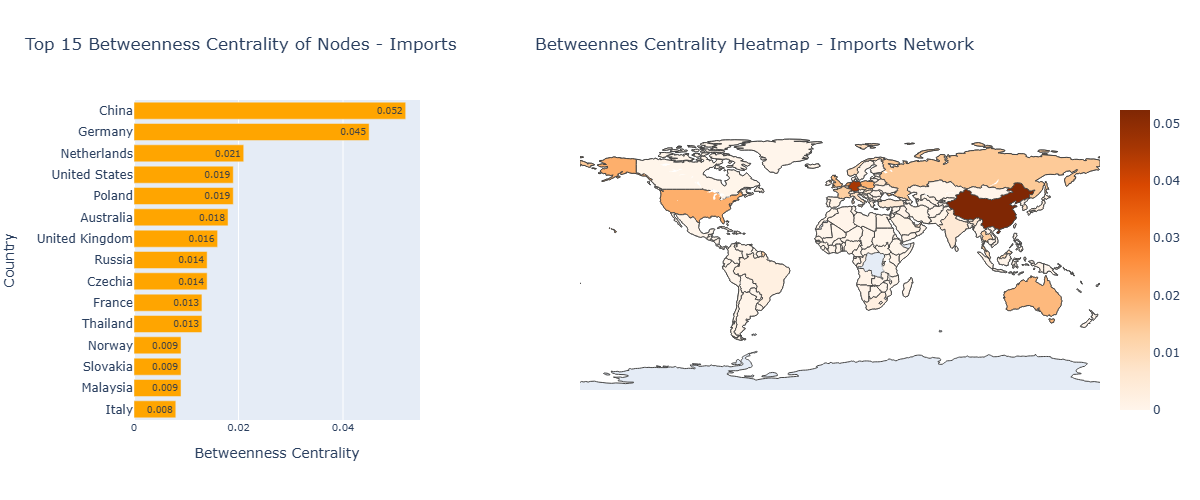 Top 15 Betweenness Centrality of Nodes - Imports
Betweennes Centrality Heatmap - Imports Network
Country
China 0.052
Germany 0.045
Netherlands 0.021
United States 0.019
Poland 0.019
Australia 0.018
United Kingdom 0.016
Russia 0.014
Czechia 0.014
France 0.013
Thailand 0.013
Norway 0.009
Slovakia 0.009
Malaysia 0.009
Italy 0.008
0 0.02 0.04
Betweenness Centrality
0.05
0.04
0.03
0.02
0.01
0